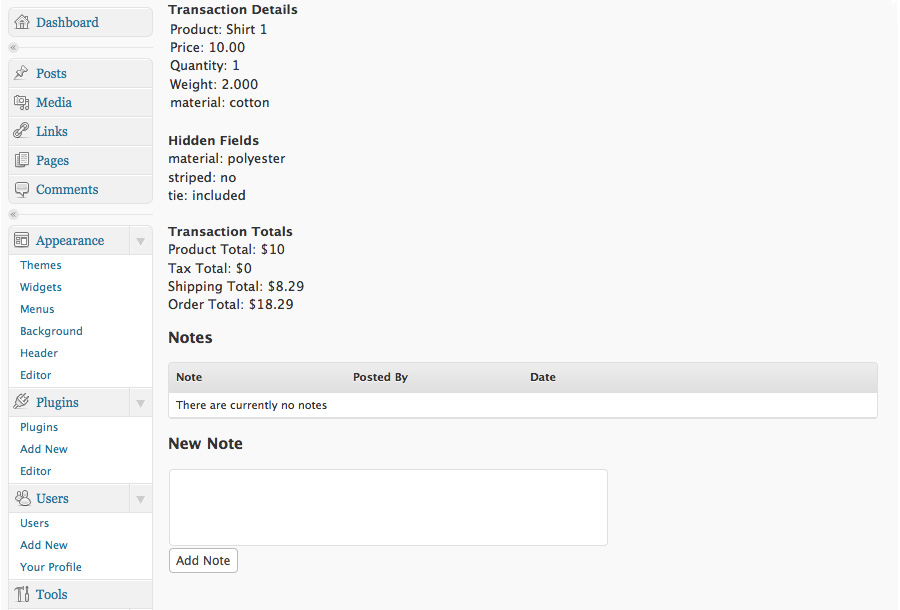 Dashboard
Posts
Media
Links
Pages
Comments
Appearance
Themes
Widgets
Menus
Background
Header
Editor
Plugins
Plugins
Add New
Editor
Users
Users
Add New
Your Profile
Tools
Transaction Details
Product: Shirt 1
Price: 10.00
Quantity: 1
Weight: 2.000
material: cotton
Hidden Fields
material: polyester
striped: no
tie: included
Transaction Totals
Product Total: $10
Tax Total: $0
Shipping Total: $8.29
Order Total: $18.29
Notes
Note Posted By Date
There are currently no notes
New Note
Add Note